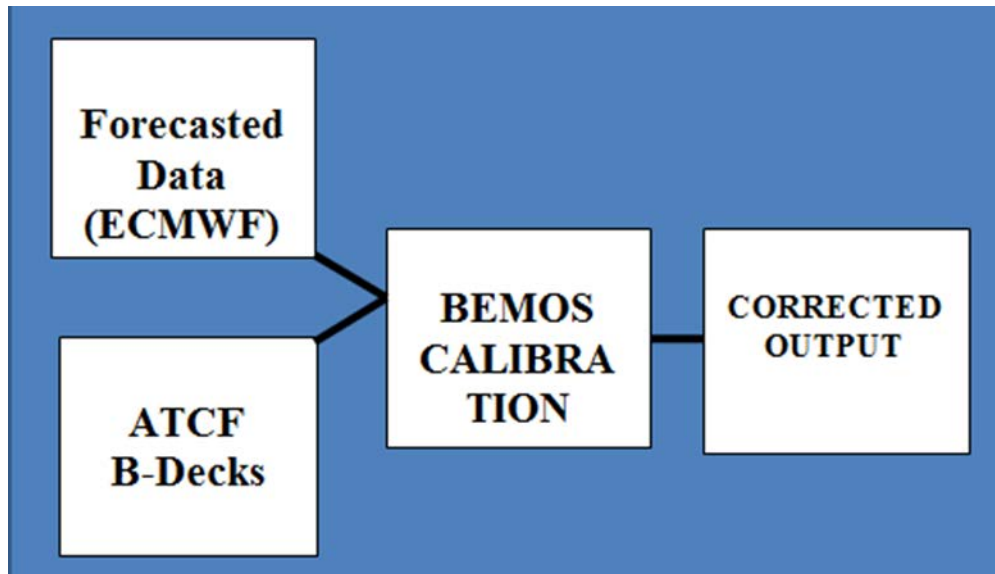 Forecasted
Data
(ECMWF)
ATCF
B-Decks
BEMOS
CALIBRA
TION
CORRECTED
OUTPUT